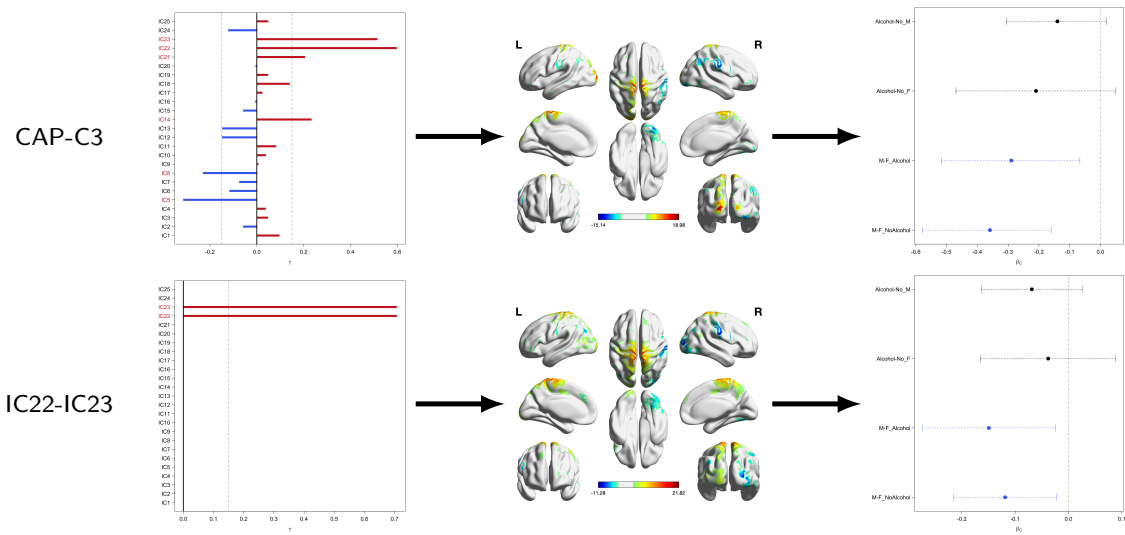 CAP-C3
IC25
IC24
IC23
IC22
IC21
IC20
IC19
IC18
IC17
IC16
IC15
IC14
IC13
IC12
IC11
IC10
IC9
IC8
IC7
IC6
IC5
IC4
IC3
IC2
IC1
-0.2 0.0 0.2 0.4 0.6
γ
L R
-15.14 18.98
Alcohol-No_M
Alcohol-No_F
M-F_Alcohol
M-F_NoAlcohol
-0.6 -0.5 -0.4 -0.3 -0.2 -0.1 0.0
βC
IC22-IC23
IC25
IC24
IC23
IC22
IC21
IC20
IC19
IC18
IC17
IC16
IC15
IC14
IC13
IC12
IC11
IC10
IC9
IC8
IC7
IC6
IC5
IC4
IC3
IC2
IC1
0.0 0.1 0.2 0.3 0.4 0.5 0.6 0.7
γ
L R
-11.28 21.82
Alcohol-No_M
Alcohol-No_F
M-F_Alcohol
M-F_NoAlcohol
-0.2 -0.1 0.0 0.1
βC